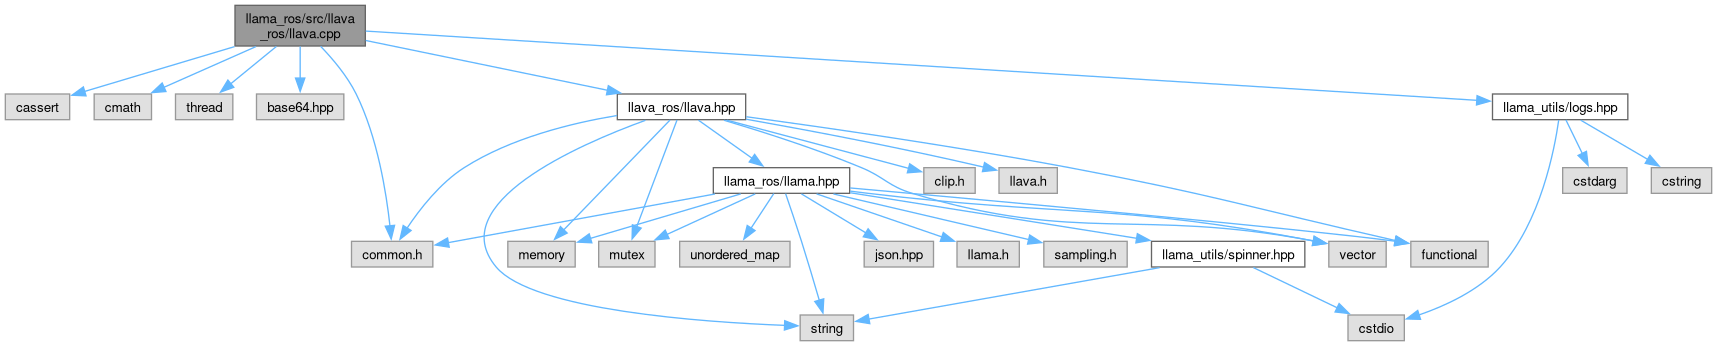 llama_ros/src/llava
_ros/llava.cpp
cassert
cmath
thread
base64.hpp
llava_ros/llava.hpp
llama_utils/logs.hpp
llama_ros/llama.hpp
clip.h
llava.h
cstdarg
cstring
common.h
memory
mutex
unordered_map
json.hpp
llama.h
sampling.h
llama_utils/spinner.hpp
vector
functional
string
cstdio